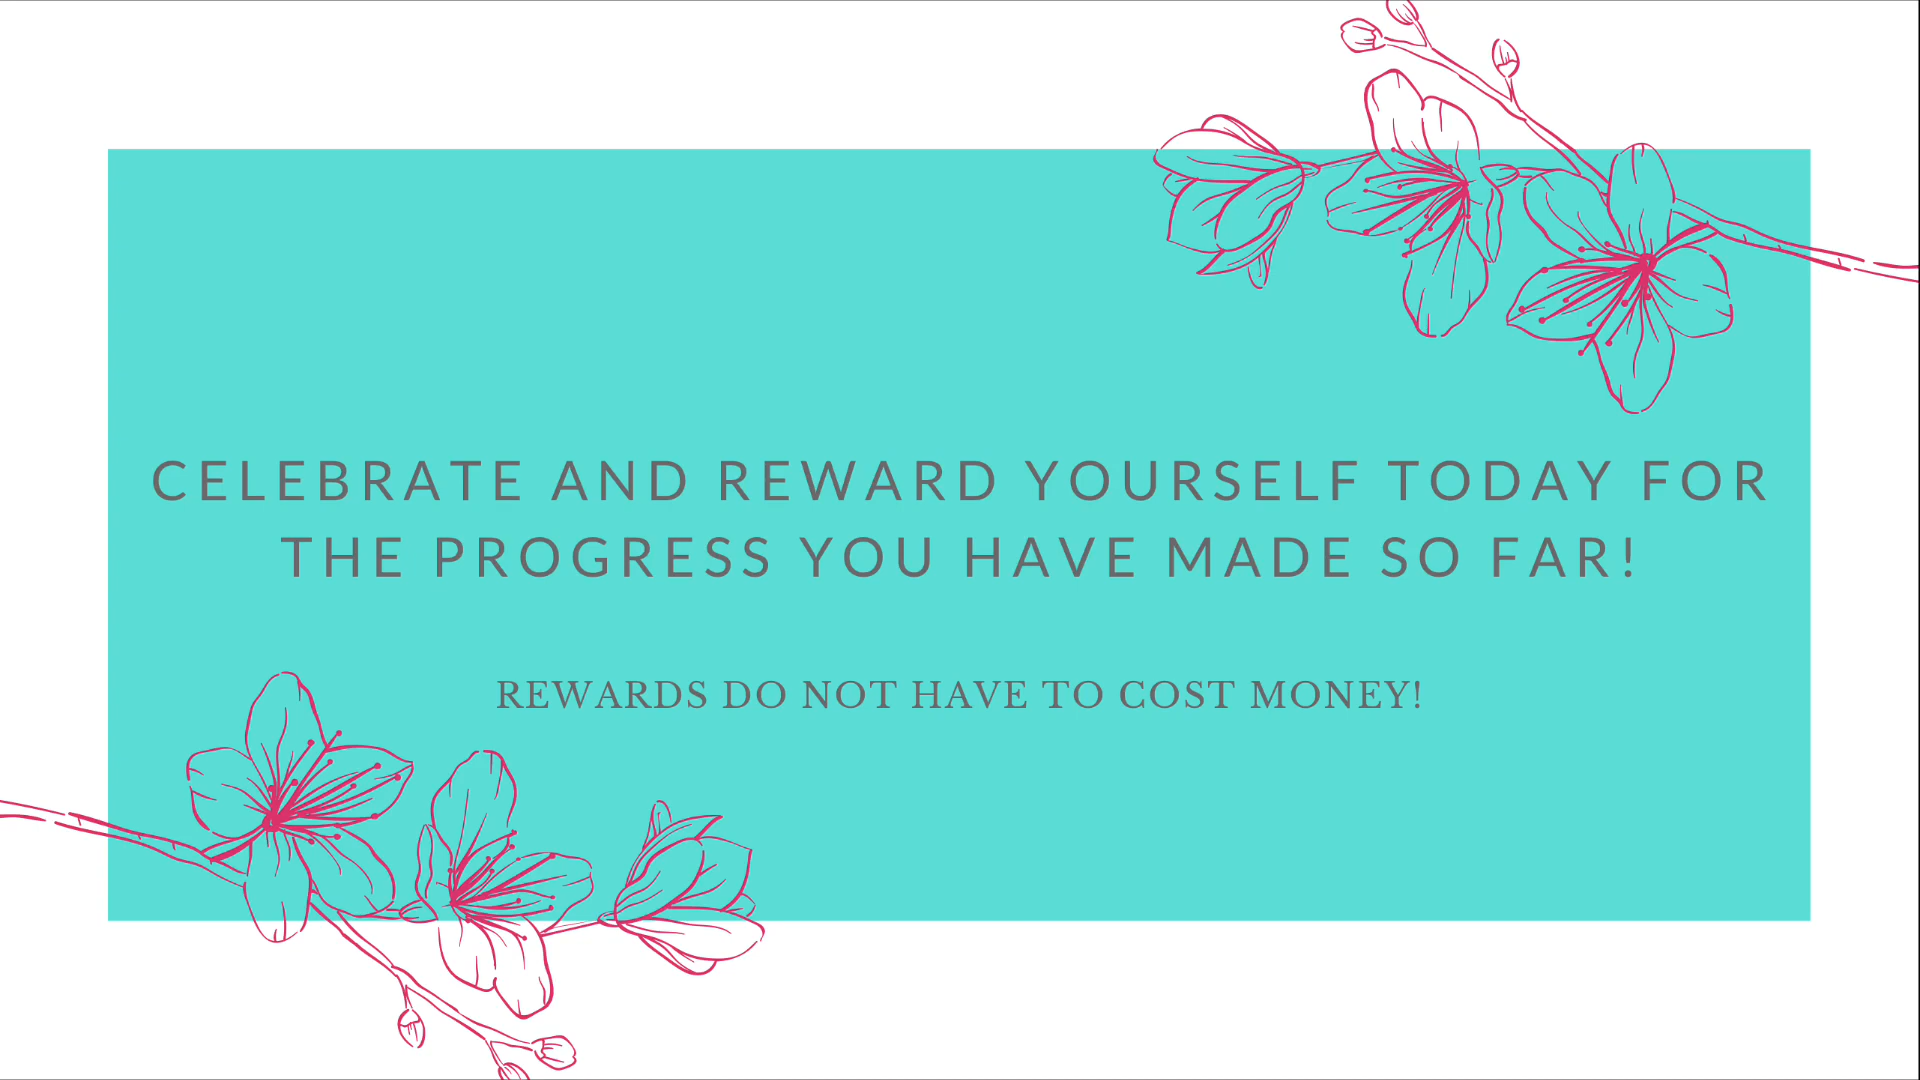 CELEBRATE AND REWARD YOURSELF TODAY FOR
THE PROGRESS YOU HAVE MADE SO FAR!
REWARDS DO NOT HAVE TO COST MONEY!